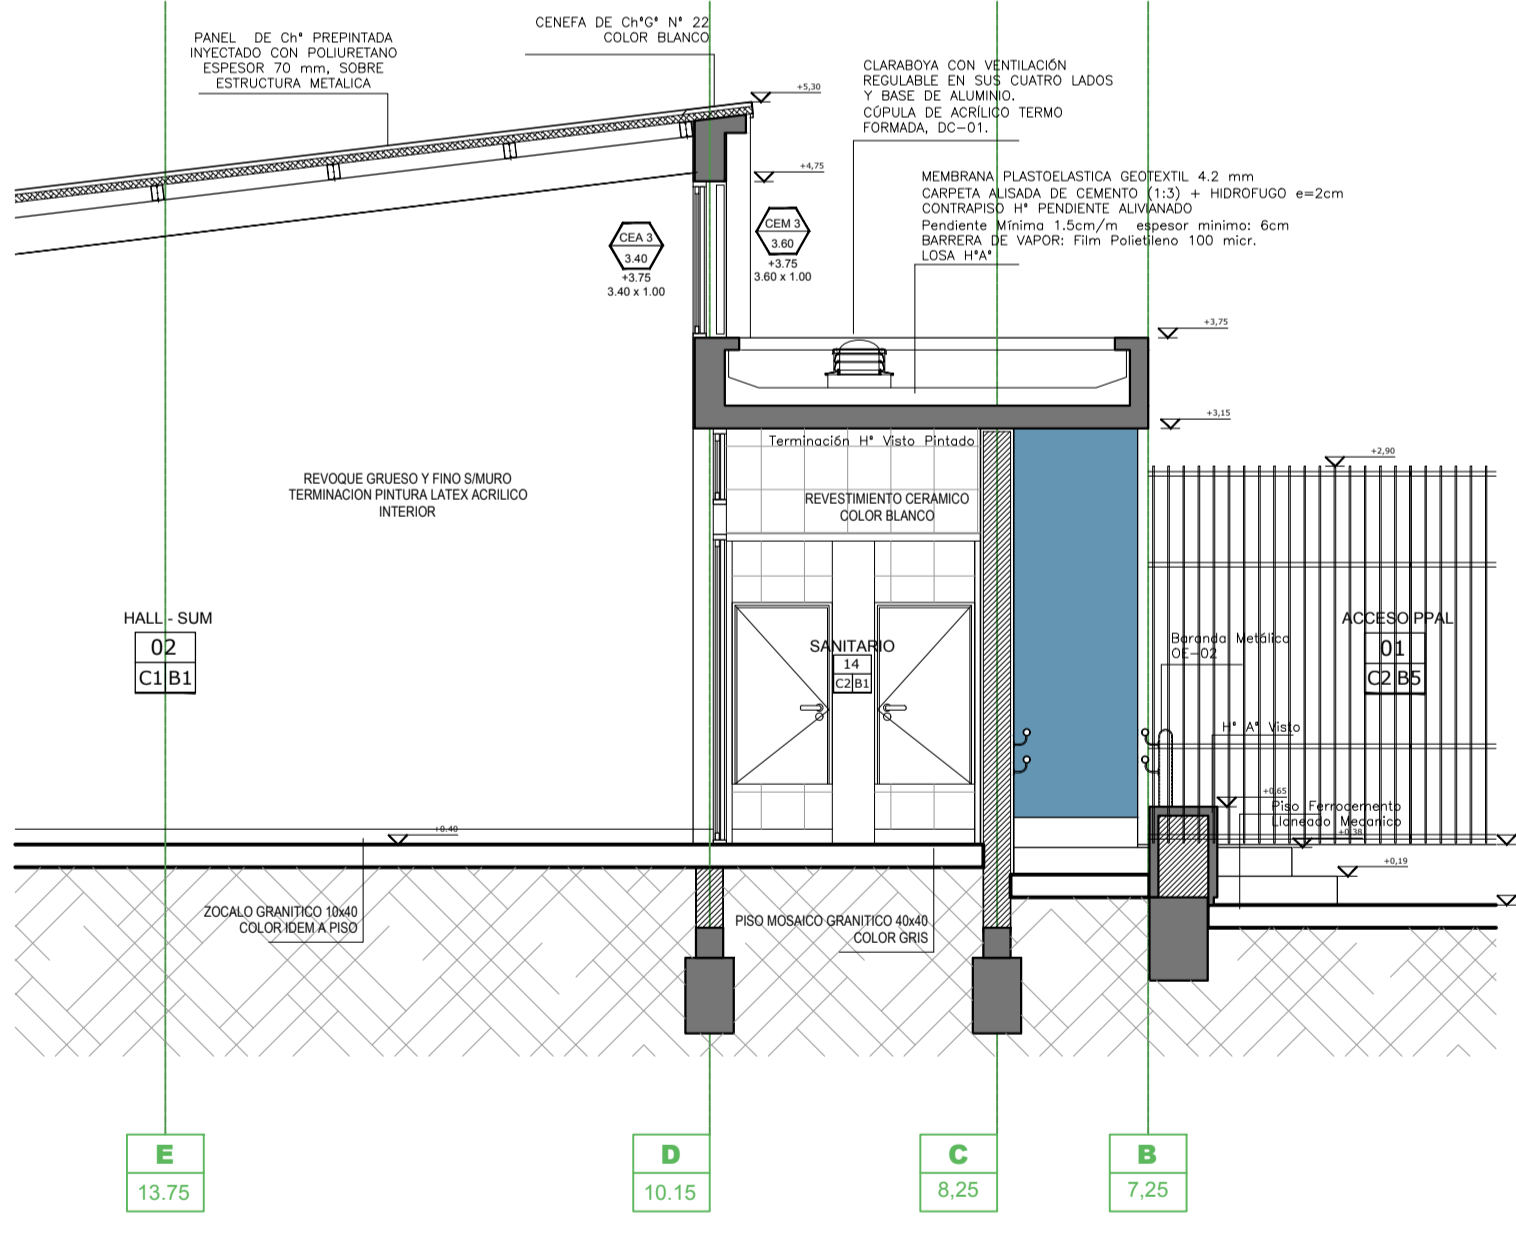 PANEL DE Ch° PREPINTADA
INYECTADO CON POLIURETANO
ESPESOR 70 mm, SOBRE
ESTRUCTURA METALICA
CENEFA DE Ch°G° N° 22
COLOR BLANCO
+5,30
CLARABOYA CON VENTILACIÓN
REGULABLE EN SUS CUATRO LADOS
Y BASE DE ALUMINIO.
CÚPULA DE ACRÍLICO TERMO
FORMADA, DC-01.
+4,75
MEMBRANA PLASTOELASTICA GEOTEXTIL 4.2 mm
CARPETA ALISADA DE CEMENTO (1:3) + HIDROFUGO e=2cm
CONTRAPISO H° PENDIENTE ALIVIANADO
Pendiente Mínima 1.5cm/m espesor minimo: 6cm
BARRERA DE VAPOR: Film Polietileno 100 micr.
LOSA H°A°
CEA 3
3.40
+3.75
3.40 x 1.00
CEM 3
3.60
+3.75
3.60 x 1.00
+3,75
+3,15
+2,90
Terminación H° Visto Pintado
REVOQUE GRUESO Y FINO S/MURO
TERMINACION PINTURA LATEX ACRILICO
INTERIOR
REVESTIMIENTO CERAMICO
COLOR BLANCO
HALL - SUM
02
C1 B1
SANITARIO
14
C2 B1
Baranda Metálica
OE-02
ACCESO PPAL
01
C2 B5
H° A° Visto
+0,65
Piso Ferrocemento
Llaneado Mecanico
+0,38
+0.40
+0,19
ZOCALO GRANITICO 10x40
COLOR IDEM A PISO
PISO MOSAICO GRANITICO 40x40
COLOR GRIS
E
13.75
D
10.15
C
8,25
B
7,25